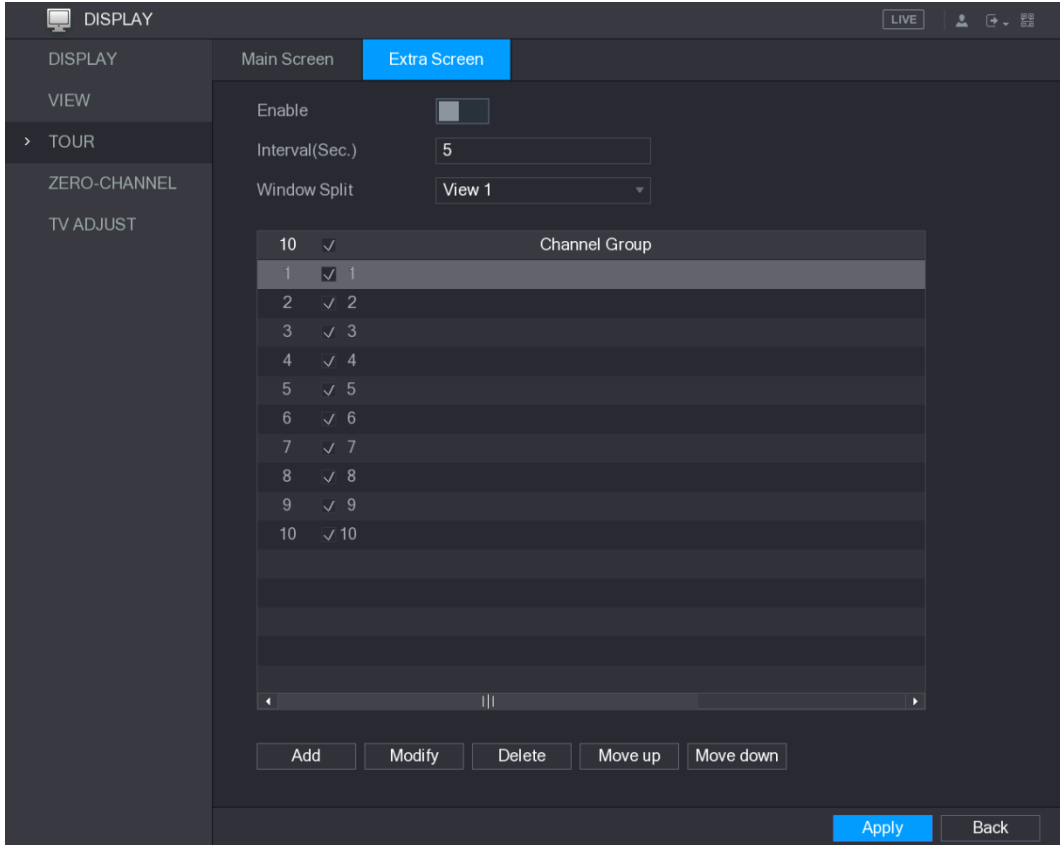 DISPLAY LIVE
DISPLAY
VIEW
> TOUR
ZERO-CHANNEL
TV ADJUST
Main Screen Extra Screen
Enable
Interval(Sec.) 5
Window Split View 1
10 Channel Group
1 1
2 2
3 3
4 4
5 5
6 6
7 7
8 8
9 9
10 10
Add Modify Delete Move up Move down
Apply Back